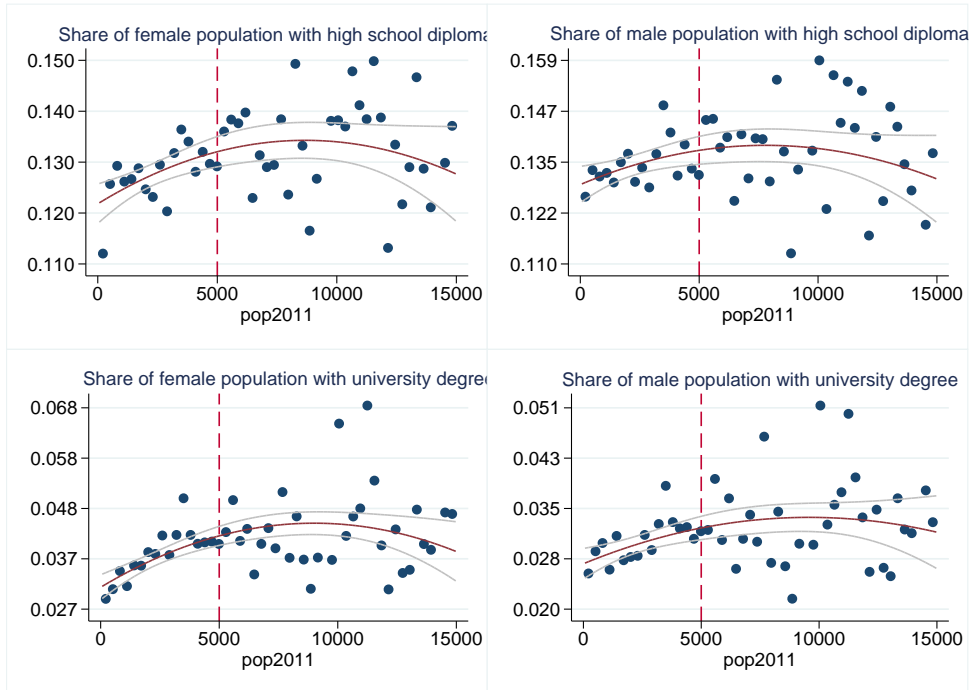 Share of female population with high school diploma
0.150
0.140
0.130
0.120
0.110
0 5000 10000 15000
pop2011
Share of male population with high school diploma
0.159
0.147
0.135
0.122
0.110
0 5000 10000 15000
pop2011
Share of female population with university degree
0.068
0.058
0.048
0.037
0.027
0 5000 10000 15000
pop2011
Share of male population with university degree
0.051
0.043
0.035
0.028
0.020
0 5000 10000 15000
pop2011